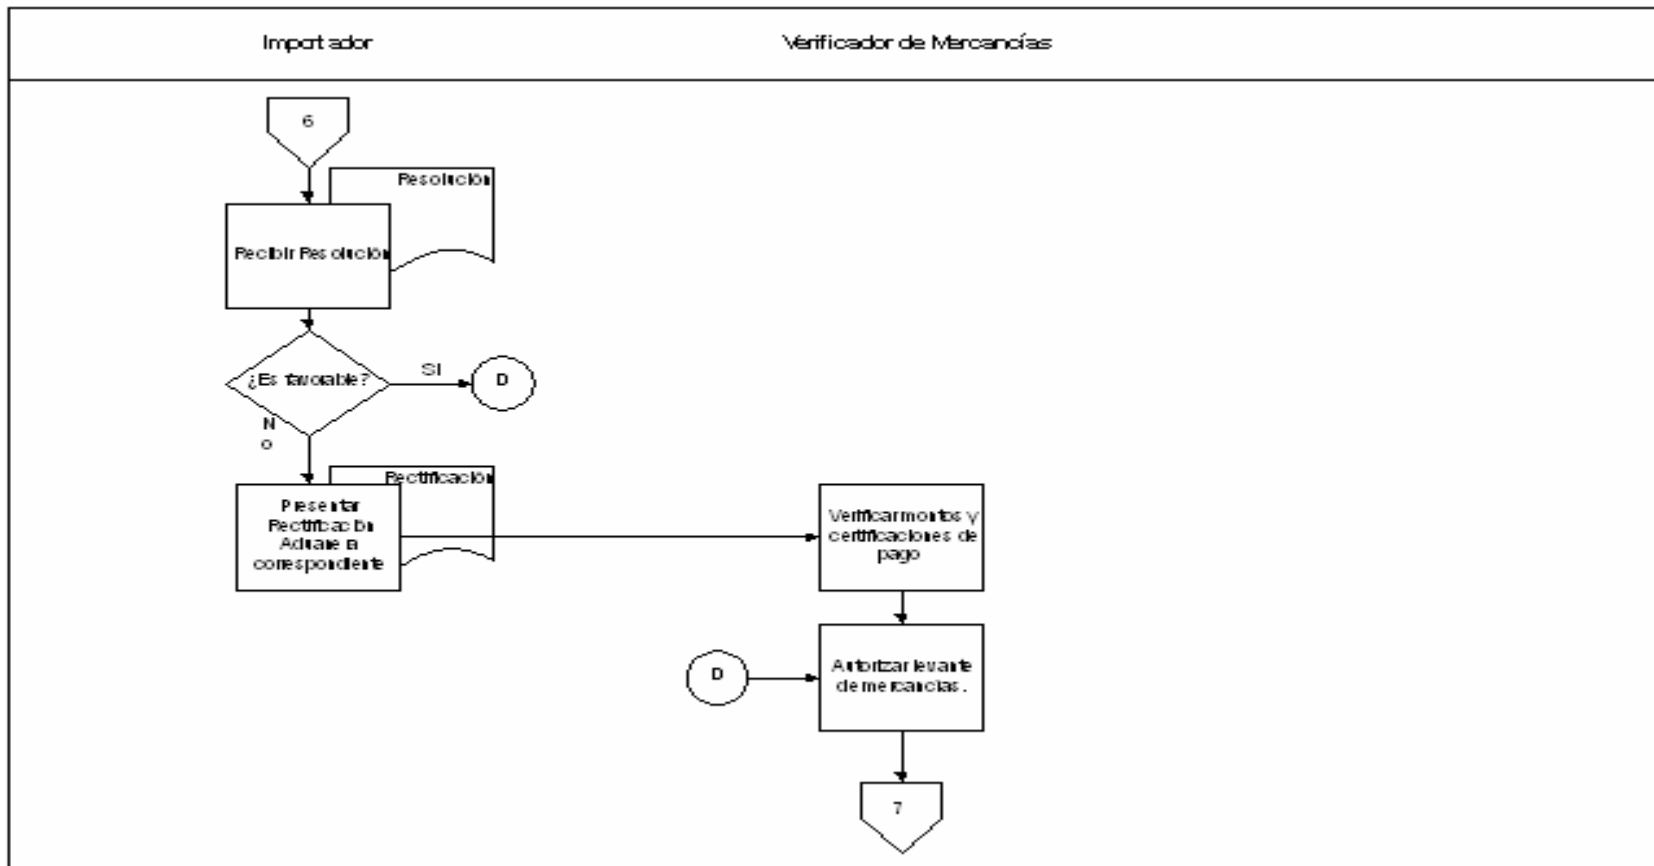 Importador
Verificador de Mercancías
6
Resolución
Recibir Resolución
¿Es favorable?
SI
D
N
o
Rectificación
Presentar
Rectificación
Aduanera
correspondiente
Verificar montos y
certificaciones de
pago
D
Autorizar levante
de mercancías.
7